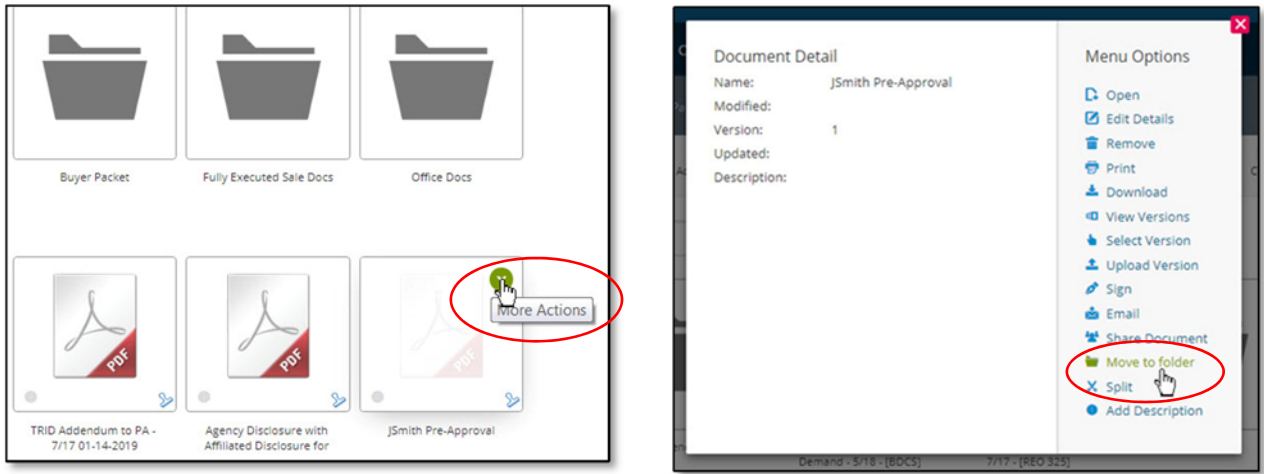 Buyer Packet
Fully Executed Sale Docs
Office Docs
More Actions
PDF
PDF
TRID Addendum to PA -
7/17 01-14-2019
Agency Disclosure with
Affiliated Disclosure for
JSmith Pre-Approval
Document Detail
Name: JSmith Pre-Approval
Modified:
Version: 1
Updated:
Description:
Menu Options
Open
Edit Details
Remove
Print
Download
View Versions
Select Version
Upload Version
Sign
Email
Share Document
Move to folder
Split
Add Description
Demand - 5/18 - [BDCS]
7/17 - [REO 325]